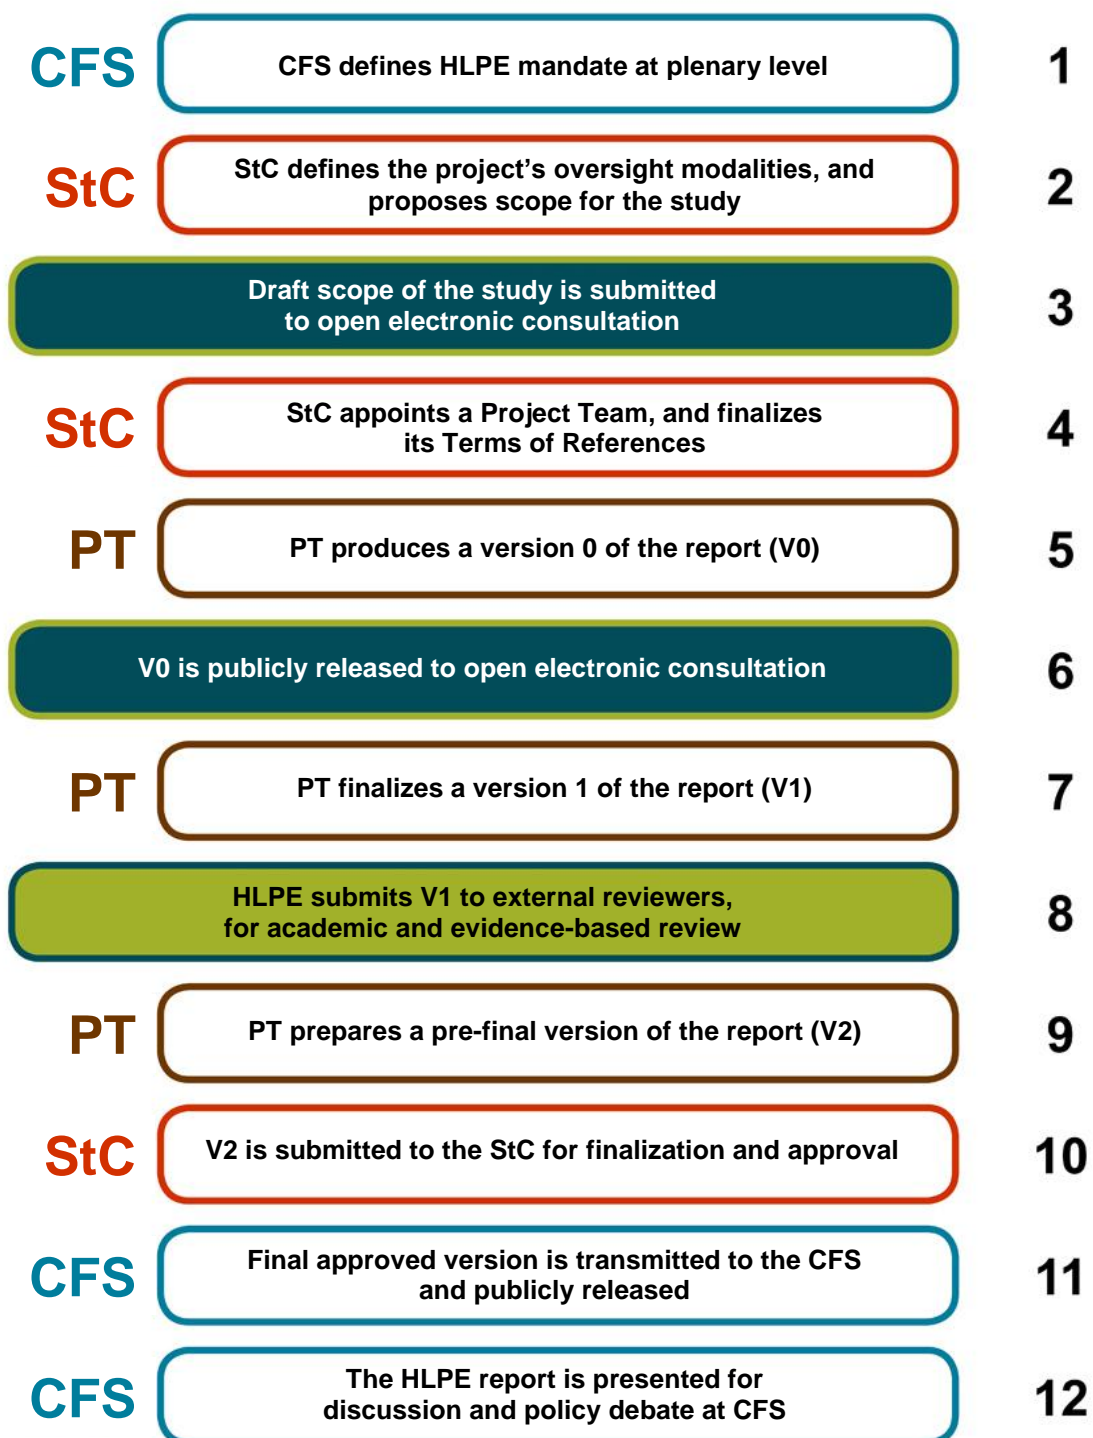 CFS
CFS defines HLPE mandate at plenary level
1
StC
StC defines the project's oversight modalities, and
proposes scope for the study
2
Draft scope of the study is submitted
to open electronic consultation
3
StC
StC appoints a Project Team, and finalizes
its Terms of References
4
PT
PT produces a version 0 of the report (V0)
5
V0 is publicly released to open electronic consultation
6
PT
PT finalizes a version 1 of the report (V1)
7
HLPE submits V1 to external reviewers,
for academic and evidence-based review
8
PT
PT prepares a pre-final version of the report (V2)
9
StC
V2 is submitted to the StC for finalization and approval
10
CFS
Final approved version is transmitted to the CFS
and publicly released
11
CFS
The HLPE report is presented for
discussion and policy debate at CFS
12